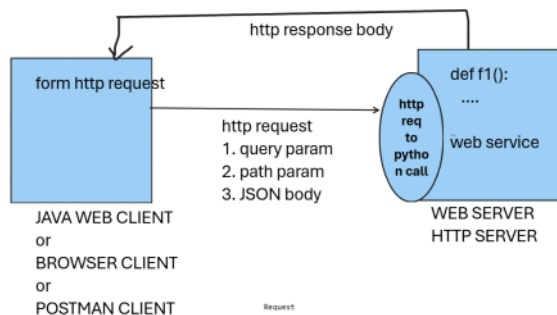 http response body
form http request
def f1():
....
web service
http
req
to
pytho
n call
http request
1. query param
2. path param
3. JSON body
JAVA WEB CLIENT
or
BROWSER CLIENT
or
POSTMAN CLIENT
WEB SERVER
HTTP SERVER
Request